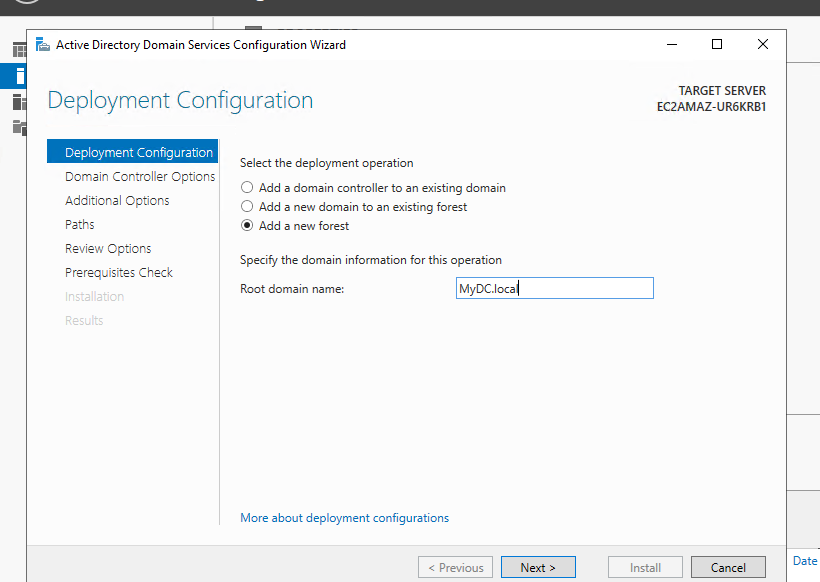 Active Directory Domain Services Configuration Wizard
Deployment Configuration
TARGET SERVER
EC2AMAZ-UR6KRB1
Deployment Configuration
Domain Controller Options
Additional Options
Paths
Review Options
Prerequisites Check
Installation
Results
Select the deployment operation
Add a domain controller to an existing domain
Add a new domain to an existing forest
Add a new forest
Specify the domain information for this operation
Root domain name:
MyDC.local
More about deployment configurations
< Previous
Next >
Install
Cancel
Date